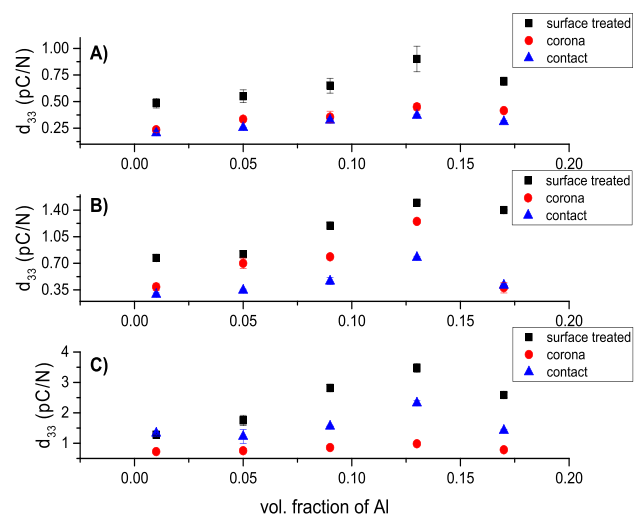 A)
surface treated
corona
contact
d33 (pC/N)
1.00
0.75
0.50
0.25
0.00 0.05 0.10 0.15 0.20
B)
surface treated
corona
contact
d33 (pC/N)
1.40
1.05
0.70
0.35
0.00 0.05 0.10 0.15 0.20
C)
surface treated
corona
contact
d33 (pC/N)
4
3
2
1
0.00 0.05 0.10 0.15 0.20
vol. fraction of Al